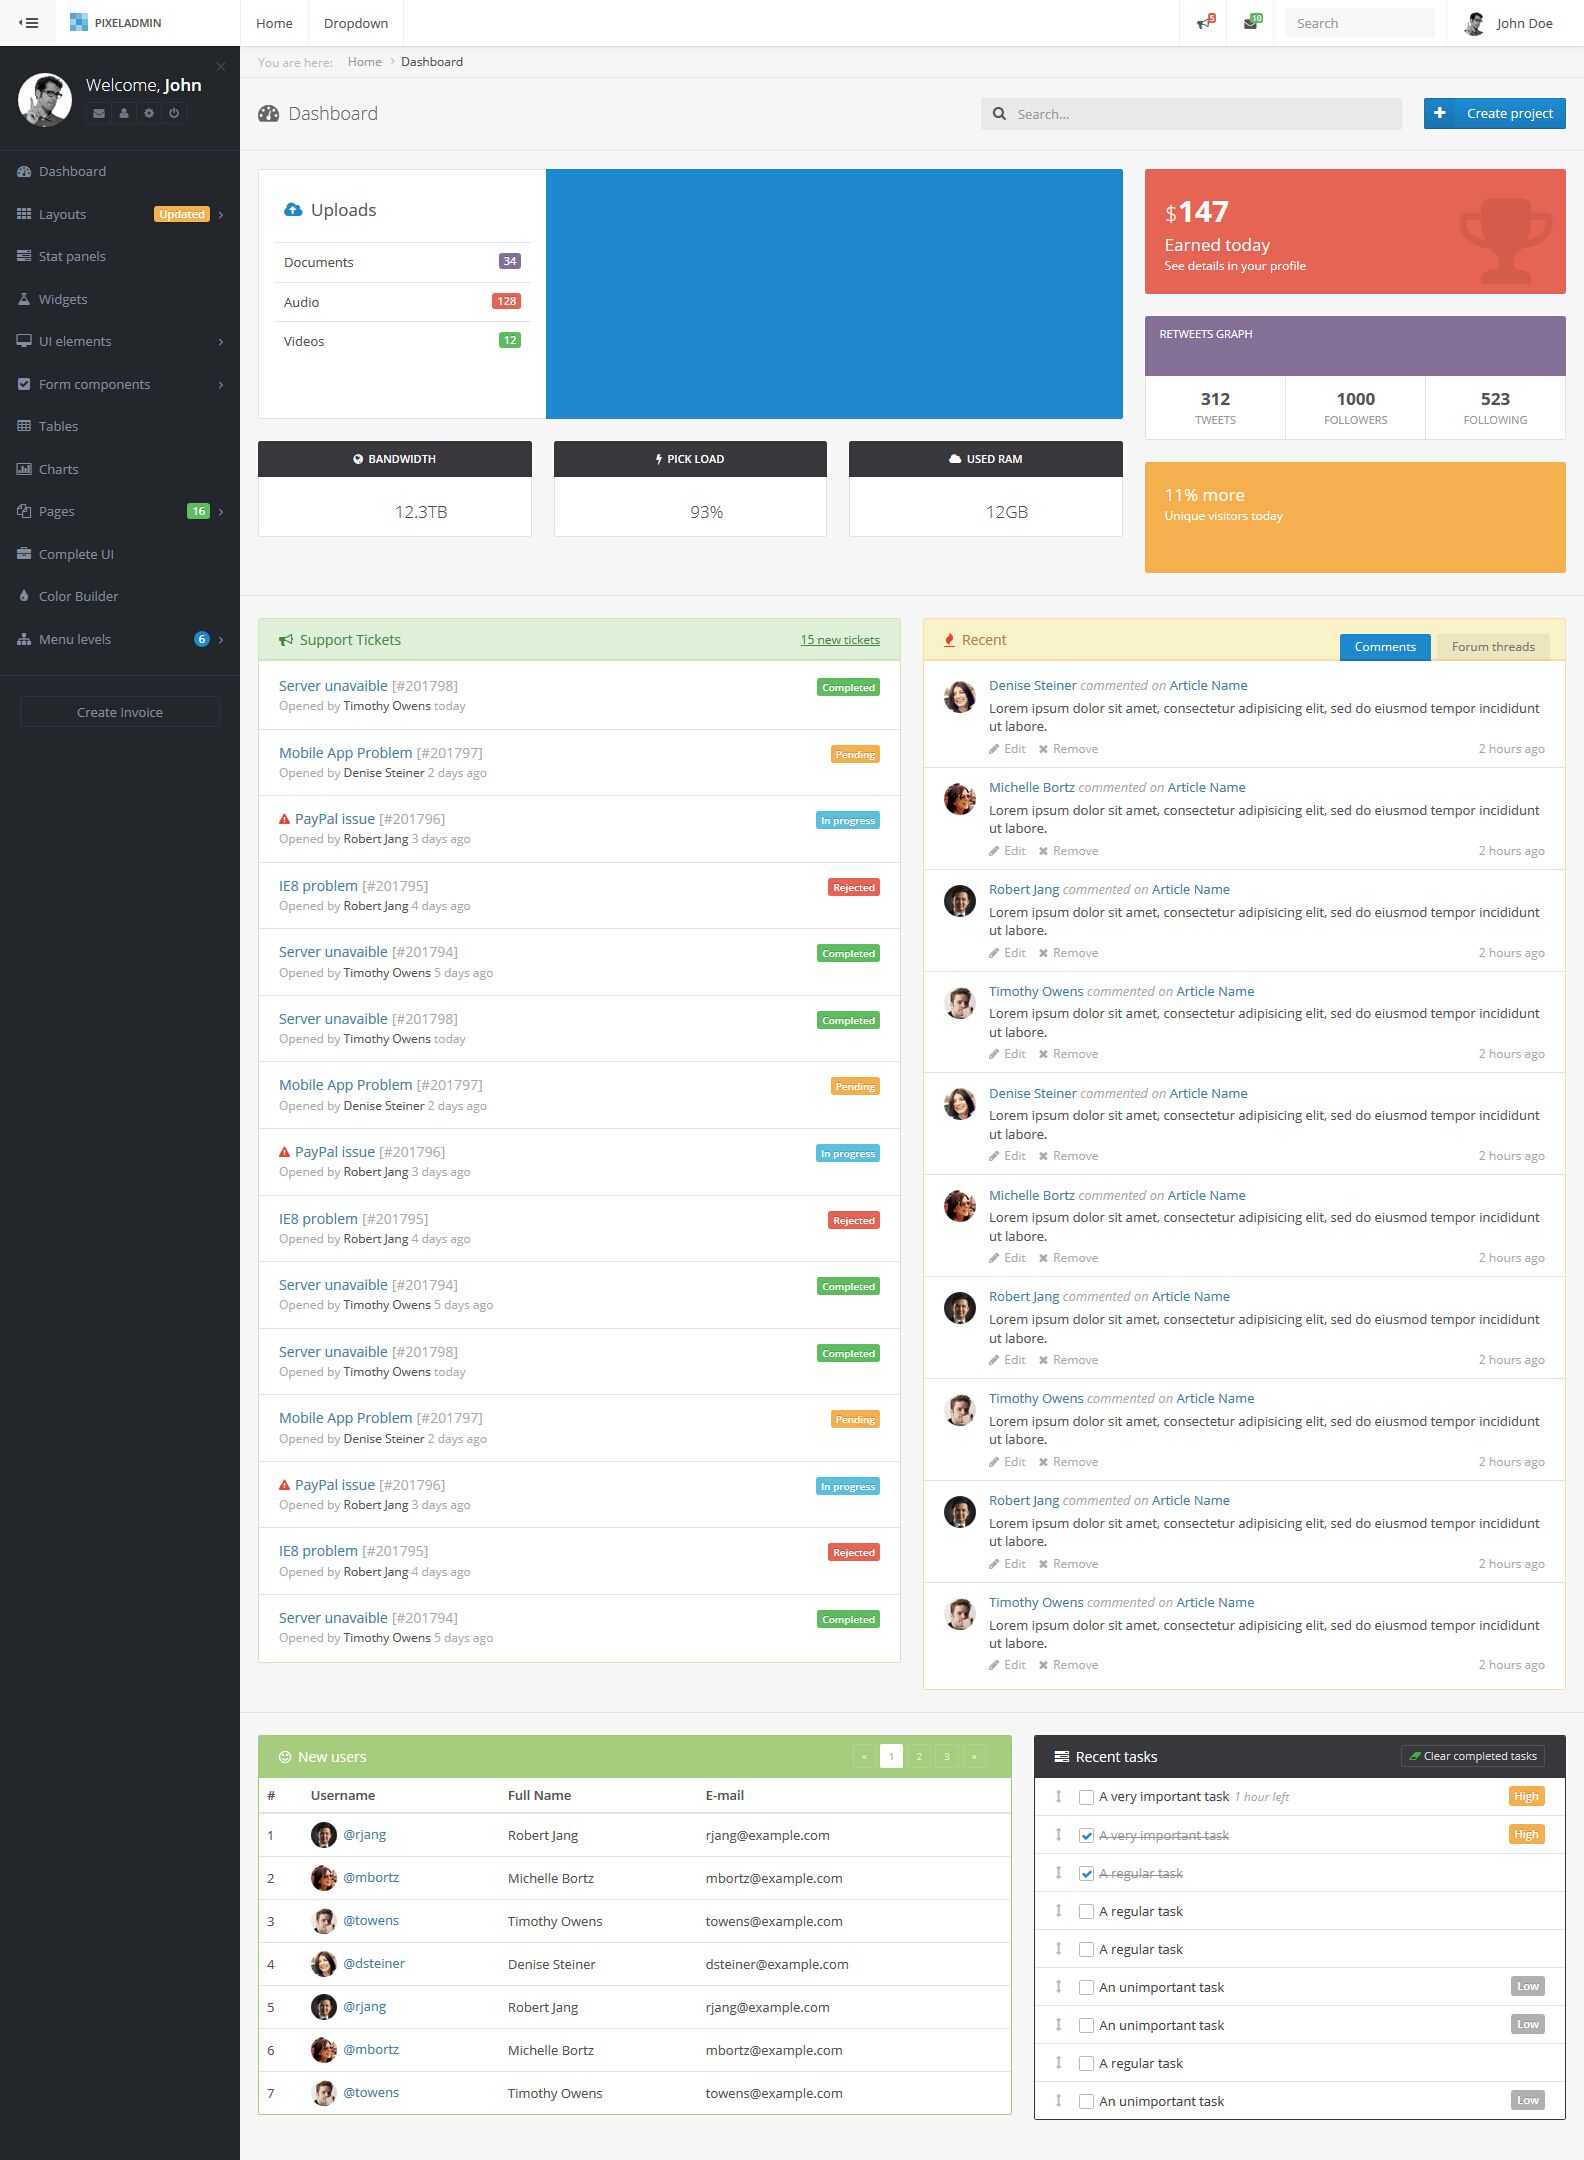 PIXELADMIN
Home
Dropdown
5
10
Search
John Doe
Welcome, John
Dashboard
Layouts
Updated
Stat panels
Widgets
UI elements
Form components
Tables
Charts
Pages
16
Complete UI
Color Builder
Menu levels
6
Create Invoice
You are here:
Home
Dashboard
Dashboard
Search...
Create project
Uploads
Documents
34
Audio
128
Videos
12
BANDWIDTH
12.3TB
PICK LOAD
93%
USED RAM
12GB
$147
Earned today
See details in your profile
RETWEETS GRAPH
312
TWEETS
1000
FOLLOWERS
523
FOLLOWING
11% more
Unique visitors today
Support Tickets
15 new tickets
Server unavaible [#201798]
Completed
Opened by Timothy Owens today
Mobile App Problem [#201797]
Pending
Opened by Denise Steiner 2 days ago
PayPal issue [#201796]
In progress
Opened by Robert Jang 3 days ago
IE8 problem [#201795]
Rejected
Opened by Robert Jang 4 days ago
Server unavaible [#201794]
Completed
Opened by Timothy Owens 5 days ago
Server unavaible [#201798]
Completed
Opened by Timothy Owens today
Mobile App Problem [#201797]
Pending
Opened by Denise Steiner 2 days ago
PayPal issue [#201796]
In progress
Opened by Robert Jang 3 days ago
IE8 problem [#201795]
Rejected
Opened by Robert Jang 4 days ago
Server unavaible [#201794]
Completed
Opened by Timothy Owens 5 days ago
Server unavaible [#201798]
Completed
Opened by Timothy Owens today
Mobile App Problem [#201797]
Pending
Opened by Denise Steiner 2 days ago
PayPal issue [#201796]
In progress
Opened by Robert Jang 3 days ago
IE8 problem [#201795]
Rejected
Opened by Robert Jang 4 days ago
Server unavaible [#201794]
Completed
Opened by Timothy Owens 5 days ago
Recent
Comments
Forum threads
Denise Steiner commented on Article Name
Lorem ipsum dolor sit amet, consectetur adipisicing elit, sed do eiusmod tempor incididunt
ut labore.
Edit Remove
2 hours ago
Michelle Bortz commented on Article Name
Lorem ipsum dolor sit amet, consectetur adipisicing elit, sed do eiusmod tempor incididunt
ut labore.
Edit Remove
2 hours ago
Robert Jang commented on Article Name
Lorem ipsum dolor sit amet, consectetur adipisicing elit, sed do eiusmod tempor incididunt
ut labore.
Edit Remove
2 hours ago
Timothy Owens commented on Article Name
Lorem ipsum dolor sit amet, consectetur adipisicing elit, sed do eiusmod tempor incididunt
ut labore.
Edit Remove
2 hours ago
Denise Steiner commented on Article Name
Lorem ipsum dolor sit amet, consectetur adipisicing elit, sed do eiusmod tempor incididunt
ut labore.
Edit Remove
2 hours ago
Michelle Bortz commented on Article Name
Lorem ipsum dolor sit amet, consectetur adipisicing elit, sed do eiusmod tempor incididunt
ut labore.
Edit Remove
2 hours ago
Robert Jang commented on Article Name
Lorem ipsum dolor sit amet, consectetur adipisicing elit, sed do eiusmod tempor incididunt
ut labore.
Edit Remove
2 hours ago
Timothy Owens commented on Article Name
Lorem ipsum dolor sit amet, consectetur adipisicing elit, sed do eiusmod tempor incididunt
ut labore.
Edit Remove
2 hours ago
Robert Jang commented on Article Name
Lorem ipsum dolor sit amet, consectetur adipisicing elit, sed do eiusmod tempor incididunt
ut labore.
Edit Remove
2 hours ago
Timothy Owens commented on Article Name
Lorem ipsum dolor sit amet, consectetur adipisicing elit, sed do eiusmod tempor incididunt
ut labore.
Edit Remove
2 hours ago
New users
« 1 2 3 »
# Username Full Name E-mail
1 @rjang Robert Jang rjang@example.com
2 @mbortz Michelle Bortz mbortz@example.com
3 @towens Timothy Owens towens@example.com
4 @dsteiner Denise Steiner dsteiner@example.com
5 @rjang Robert Jang rjang@example.com
6 @mbortz Michelle Bortz mbortz@example.com
7 @towens Timothy Owens towens@example.com
Recent tasks
Clear completed tasks
A very important task 1 hour left
High
A very important task
High
A regular task
A regular task
A regular task
An unimportant task
Low
An unimportant task
Low
A regular task
An unimportant task
Low